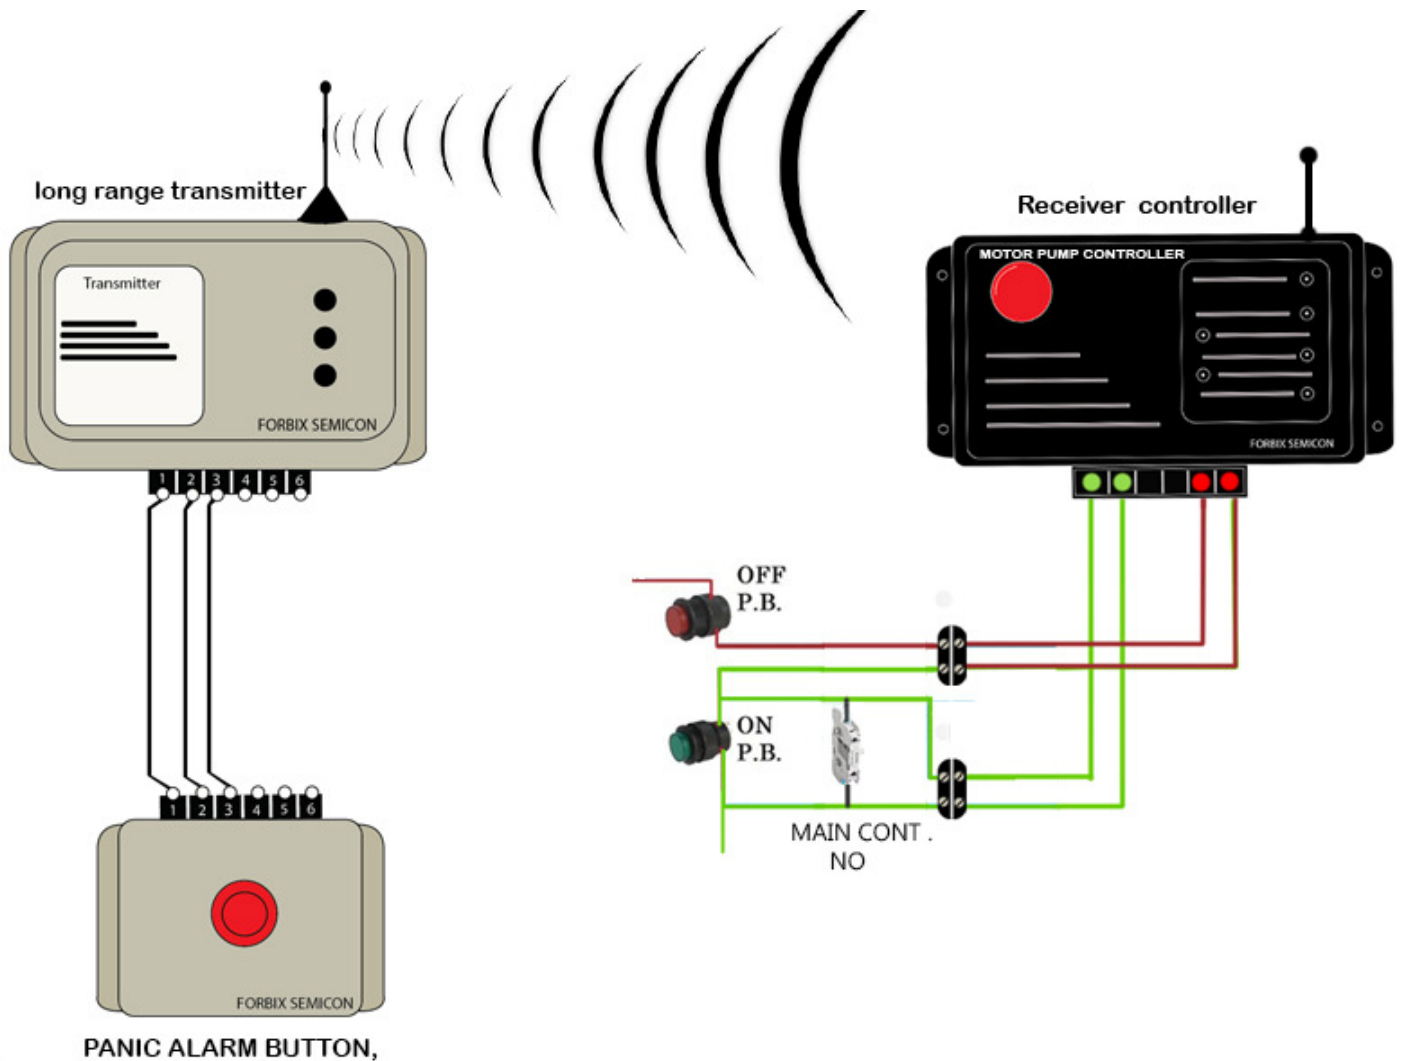 long range transmitter
Transmitter
FORBIX SEMICON
1 2 3 4 5 6
1 2 3 4 5 6
FORBIX SEMICON
PANIC ALARM BUTTON,
Receiver controller
MOTOR PUMP CONTROLLER
FORBIX SEMICON
OFF
P.B.
ON
P.B.
MAIN CONT .
NO